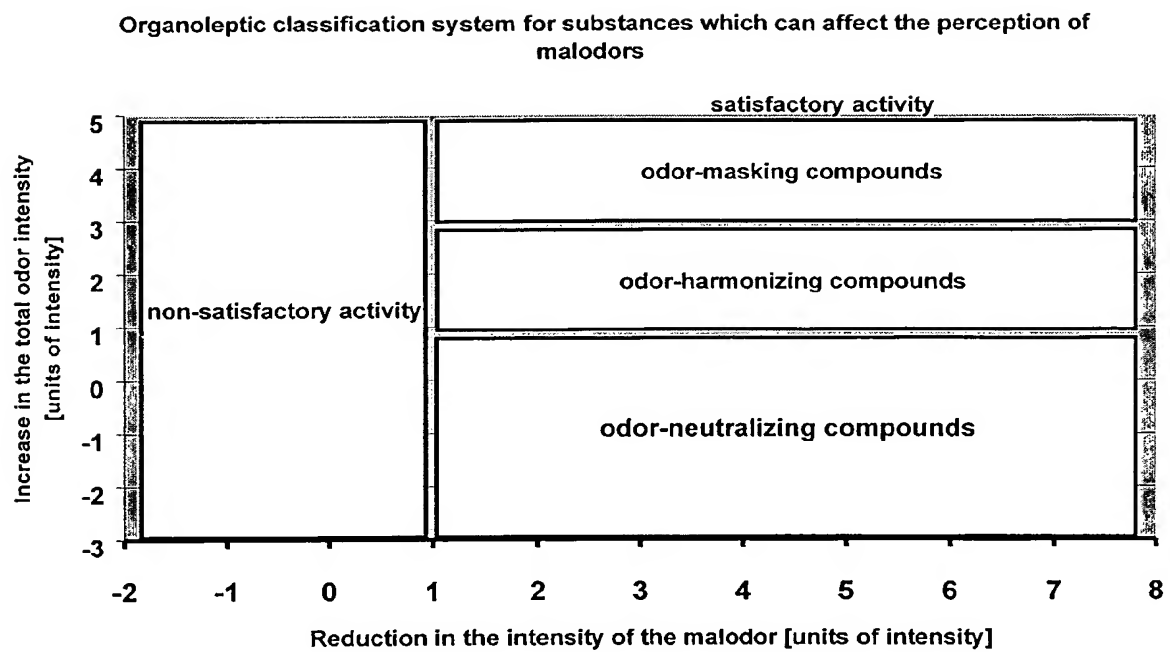 Organoleptic classification system for substances which can affect the perception of
malodors
satisfactory activity
Increase in the total odor intensity
[units of intensity]
5
4
3
2
1
0
-1
-2
-3
odor-masking compounds
odor-harmonizing compounds
non-satisfactory activity
odor-neutralizing compounds
-2 -1 0 1 2 3 4 5 6 7 8
Reduction in the intensity of the malodor [units of intensity]